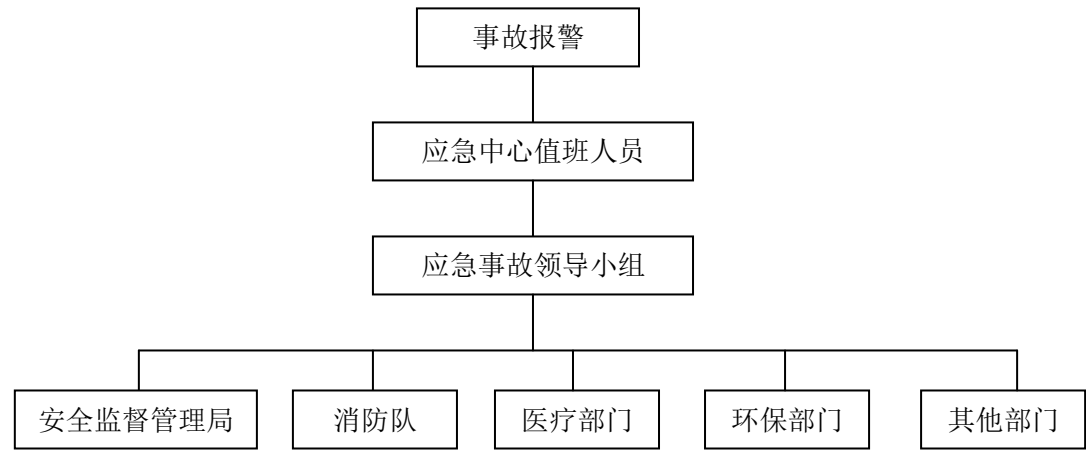 事故报警
应急中心值班人员
应急事故领导小组
安全监督管理局
消防队
医疗部门
环保部门
其他部门